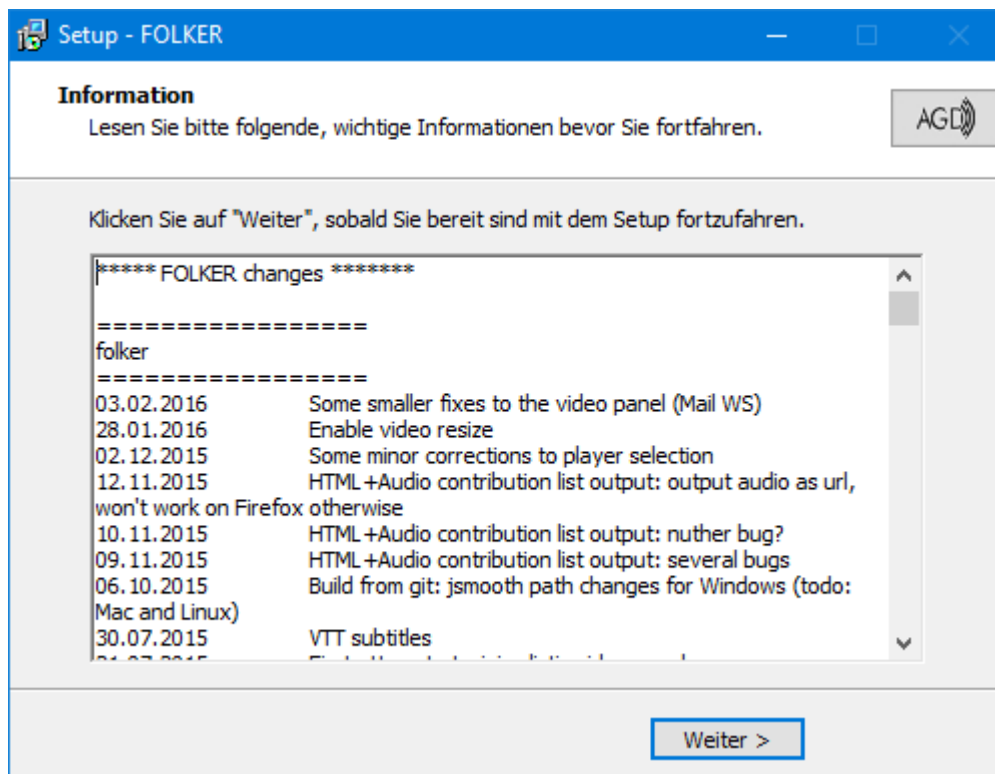 Setup - FOLKER
Information
Lesen Sie bitte folgende, wichtige Informationen bevor Sie fortfahren.
AGD
Klicken Sie auf "Weiter", sobald Sie bereit sind mit dem Setup fortzufahren.
***** FOLKER changes *******
=================
folker
=================
03.02.2016 Some smaller fixes to the video panel (Mail WS)
28.01.2016 Enable video resize
02.12.2015 Some minor corrections to player selection
12.11.2015 HTML+Audio contribution list output: output audio as url,
won't work on Firefox otherwise
10.11.2015 HTML+Audio contribution list output: nuther bug?
09.11.2015 HTML+Audio contribution list output: several bugs
06.10.2015 Build from git: jsmooth path changes for Windows (todo:
Mac and Linux)
30.07.2015 VTT subtitles
Weiter >